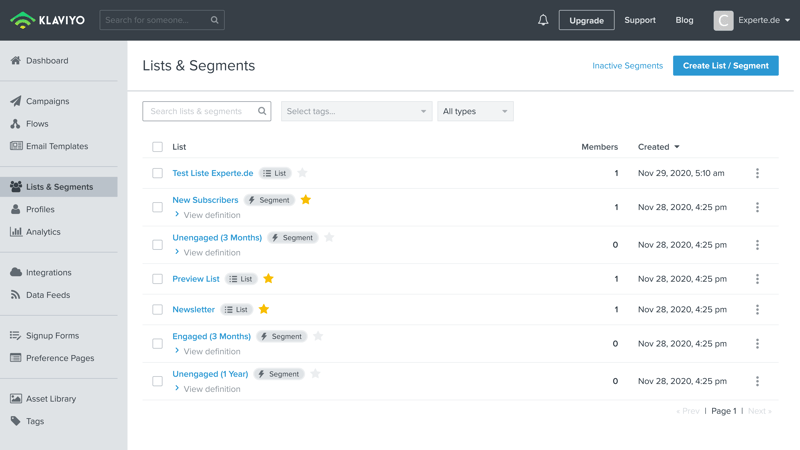 KLAVIYO
Search for someone...
Upgrade
Support
Blog
C
Experte.de
Dashboard
Campaigns
Flows
Email Templates
Lists & Segments
Profiles
Analytics
Integrations
Data Feeds
Signup Forms
Preference Pages
Asset Library
Tags
Lists & Segments
Inactive Segments
Create List / Segment
Search lists & segments
Select tags...
All types
List Members Created
Test Liste Experte.de List 1 Nov 29, 2020, 5:10 am
New Subscribers Segment 1 Nov 28, 2020, 4:25 pm
View definition
Unengaged (3 Months) Segment 0 Nov 28, 2020, 4:25 pm
View definition
Preview List List 1 Nov 28, 2020, 4:25 pm
Newsletter List 1 Nov 28, 2020, 4:25 pm
Engaged (3 Months) Segment 0 Nov 28, 2020, 4:25 pm
View definition
Unengaged (1 Year) Segment 0 Nov 28, 2020, 4:25 pm
View definition
« Prev | Page 1 | Next »